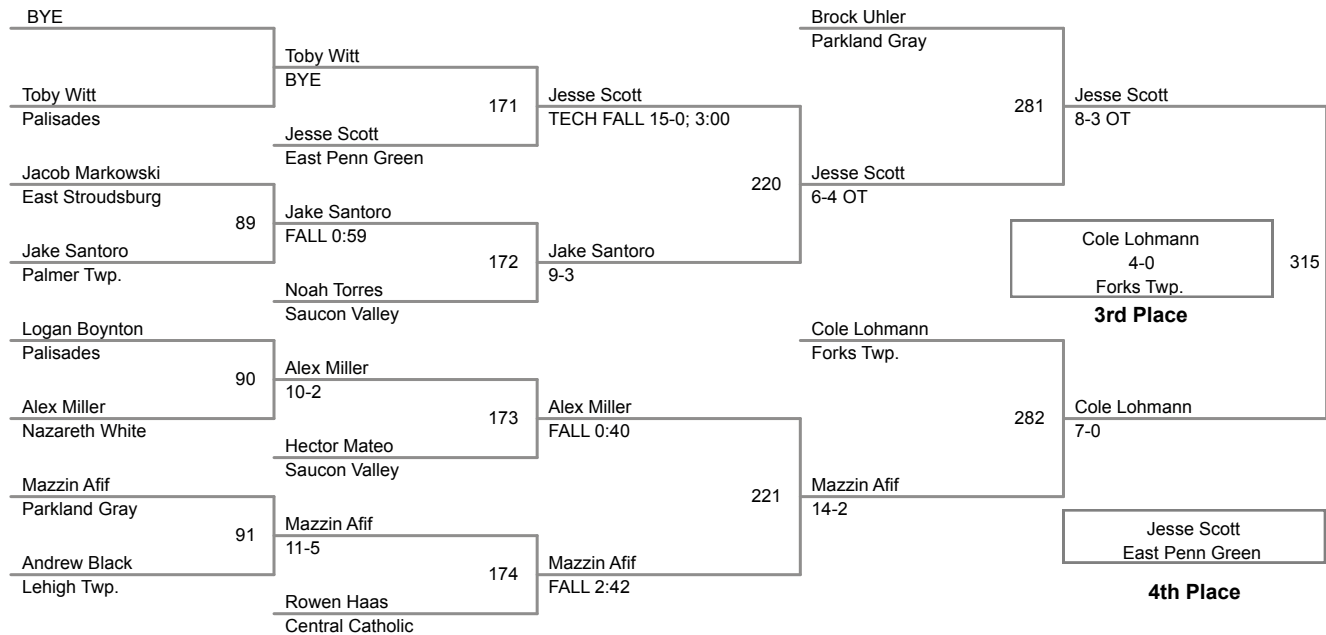 BYE
Toby Witt
Palisades
Jacob Markowski
East Stroudsburg
89
Jake Santoro
Palmer Twp.
Logan Boynton
Palisades
90
Alex Miller
Nazareth White
Mazzin Afif
Parkland Gray
91
Andrew Black
Lehigh Twp.
Toby Witt
BYE
171
Jesse Scott
East Penn Green
Jake Santoro
FALL 0:59
172
Noah Torres
Saucon Valley
Alex Miller
10-2
173
Hector Mateo
Saucon Valley
Mazzin Afif
11-5
174
Rowen Haas
Central Catholic
Jesse Scott
TECH FALL 15-0; 3:00
220
Jake Santoro
9-3
Alex Miller
FALL 0:40
221
Mazzin Afif
FALL 2:42
Brock Uhler
Parkland Gray
281
Jesse Scott
6-4 OT
Cole Lohmann
Forks Twp.
282
Mazzin Afif
14-2
Jesse Scott
8-3 OT
Cole Lohmann
4-0
Forks Twp.
315
3rd Place
Cole Lohmann
7-0
Jesse Scott
East Penn Green
4th Place